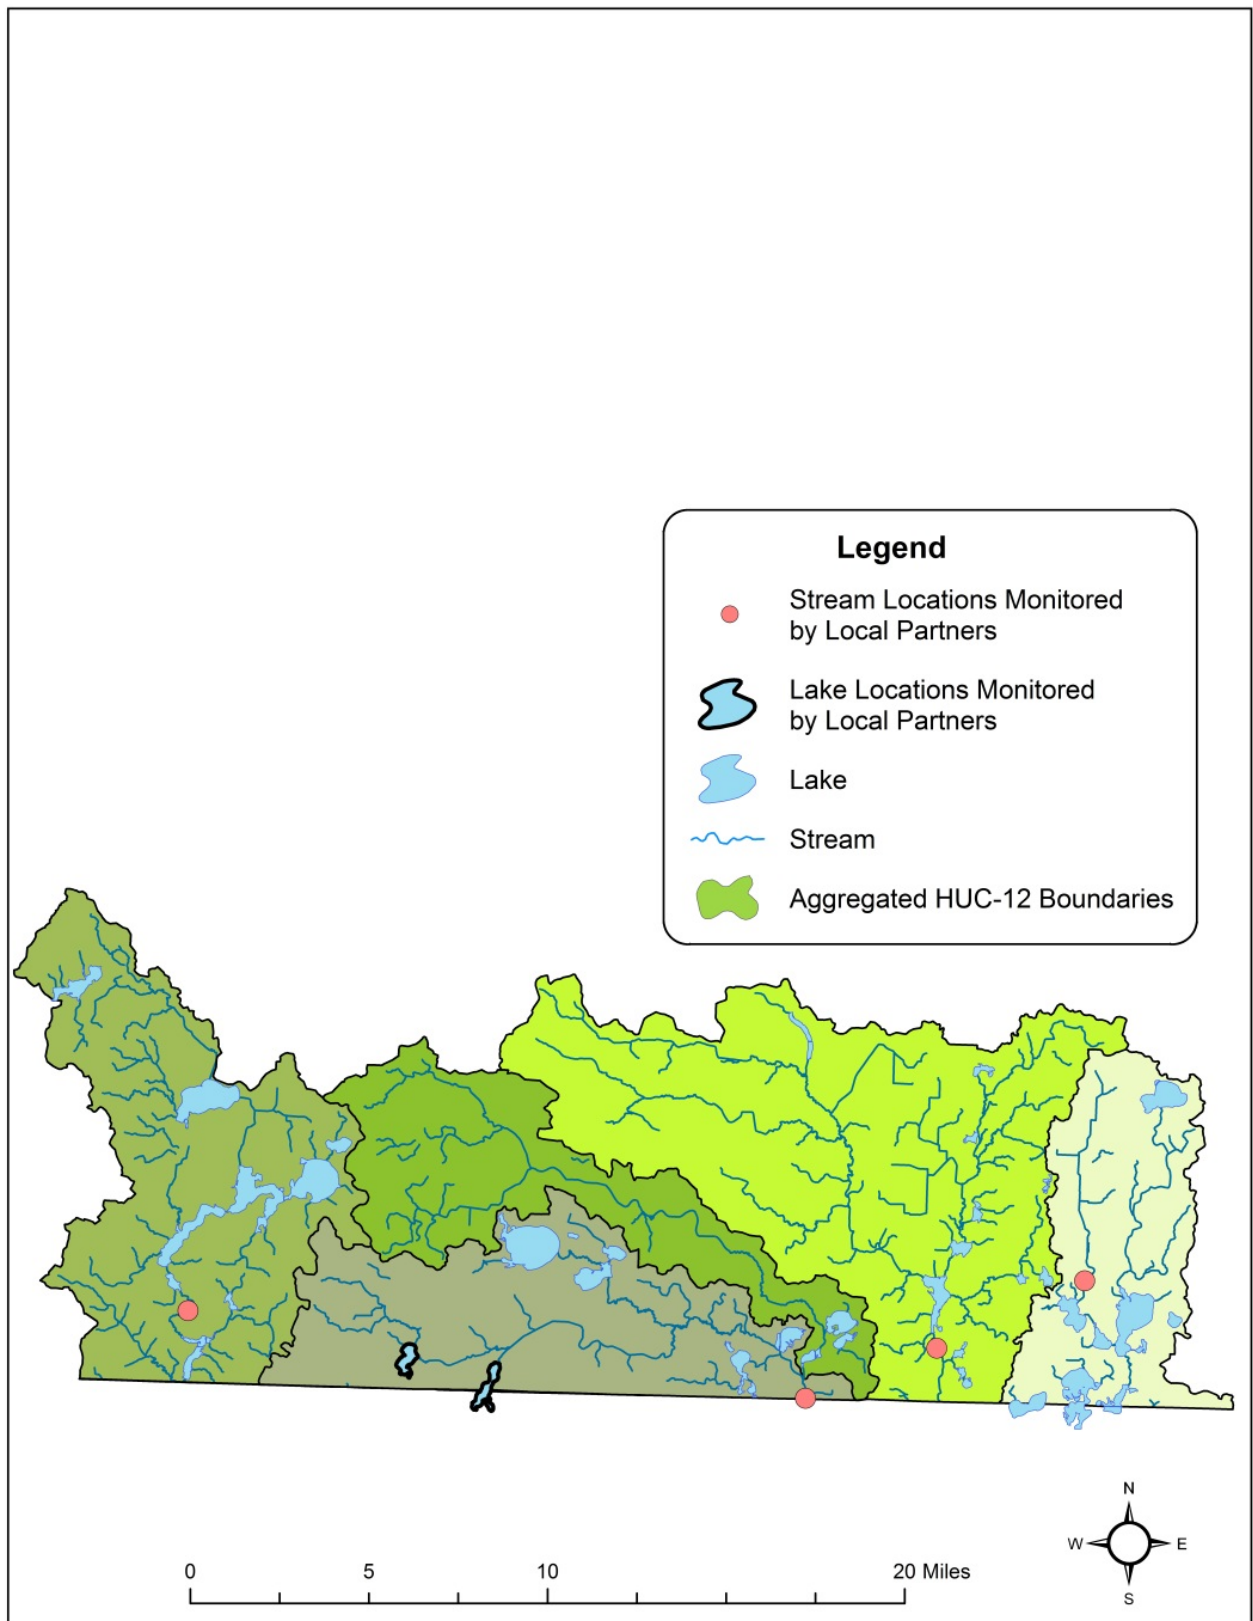 Legend
Stream Locations Monitored
by Local Partners
Lake Locations Monitored
by Local Partners
Lake
Stream
Aggregated HUC-12 Boundaries
N
W E
S
0 5 10 20 Miles